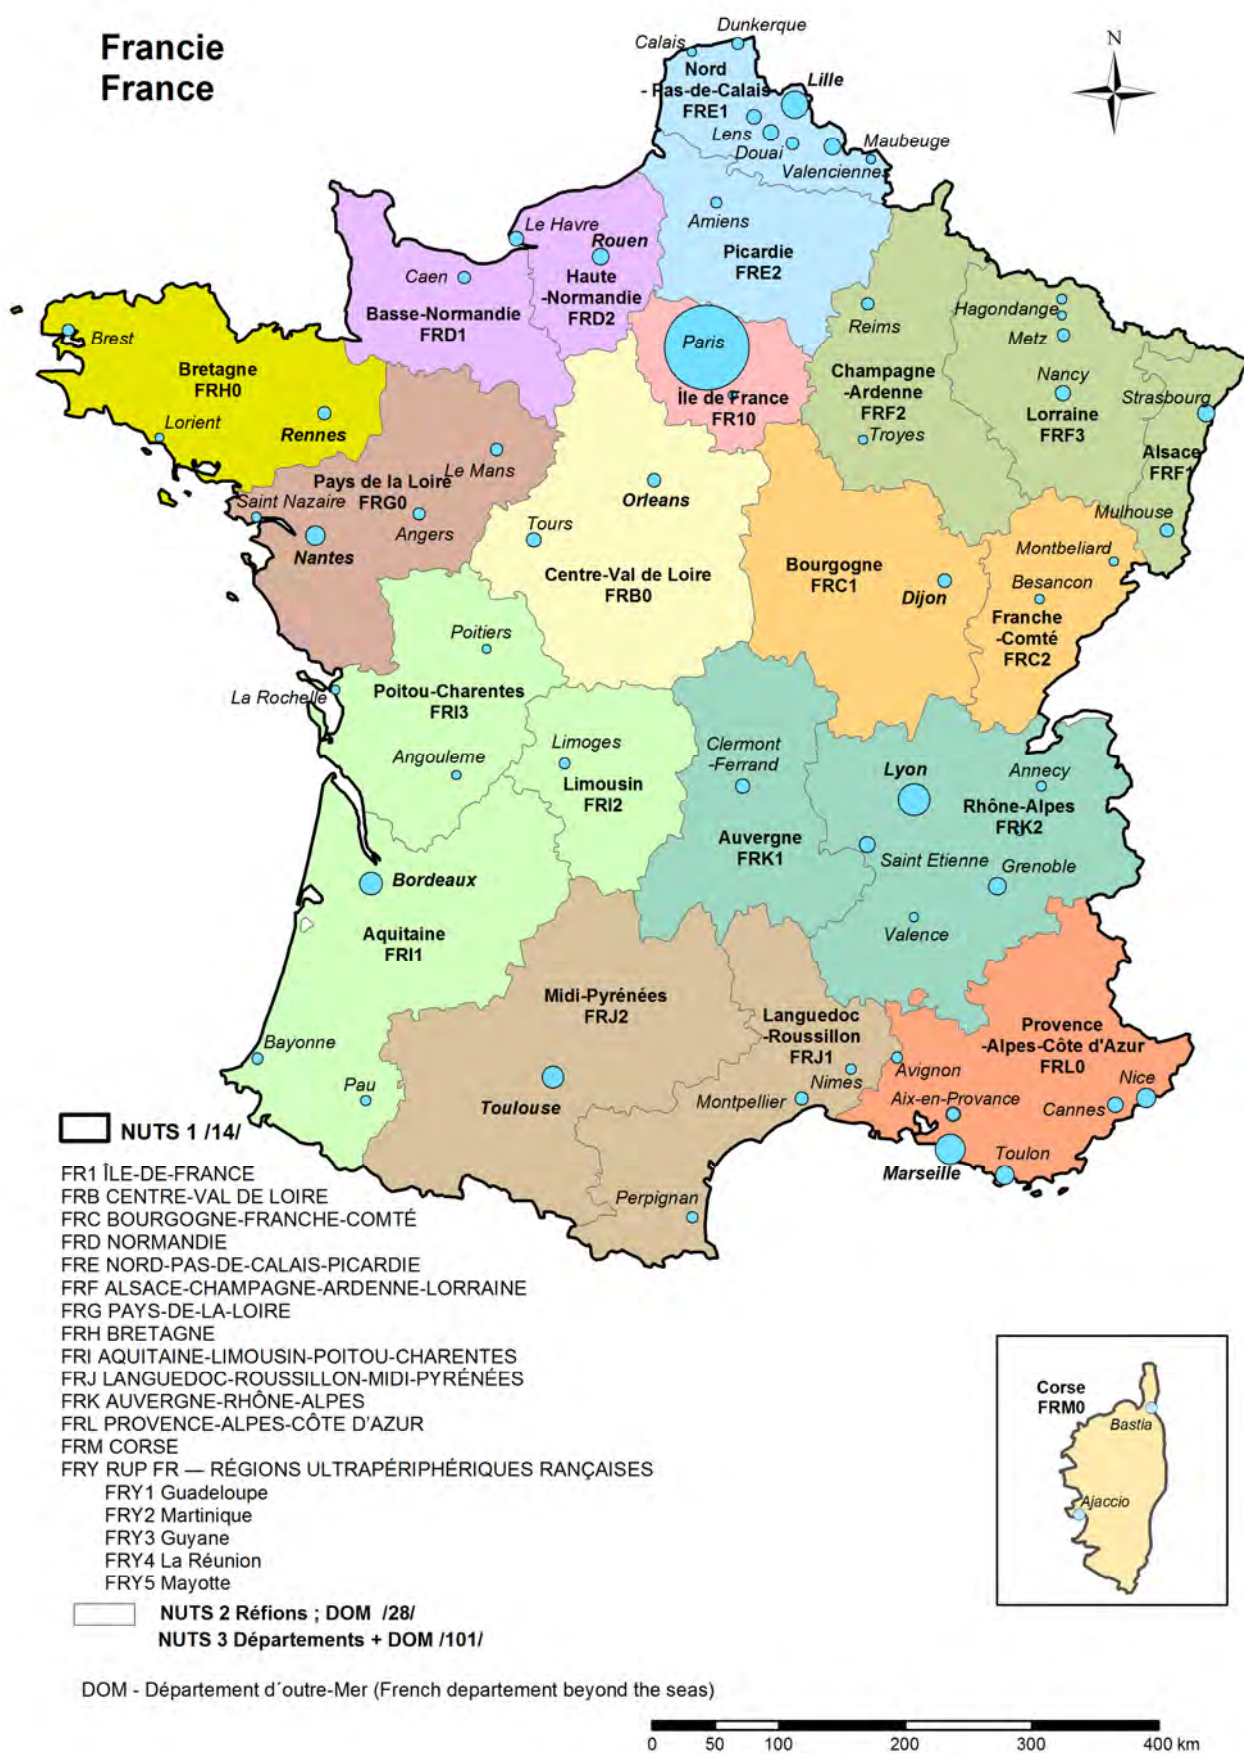 Francie
France
N
Dunkerque
Calais
Nord
- Pas-de-Calais
FRE1
Lille
Lens
Douai
Maubeuge
Valenciennes
Amiens
Picardie
FRE2
Le Havre
Rouen
Caen
Haute
-Normandie
FRD2
Basse-Normandie
FRD1
Paris
Île de France
FR10
Reims
Champagne
-Ardenne
FRF2
Troyes
Hagondange
Metz
Nancy
Lorraine
FRF3
Strasbourg
Alsace
FRF1
Mulhouse
Brest
Bretagne
FRH0
Lorient
Rennes
Le Mans
Pays de la Loire
FRG0
Saint Nazaire
Angers
Nantes
Orleans
Tours
Centre-Val de Loire
FRB0
Bourgogne
FRC1
Dijon
Montbeliard
Besancon
Franche
-Comté
FRC2
Poitiers
La Rochelle
Poitou-Charentes
FRI3
Angouleme
Limoges
Limousin
FRI2
Clermont
-Ferrand
Auvergne
FRK1
Lyon
Annecy
Rhône-Alpes
FRK2
Saint Etienne
Grenoble
Valence
Bordeaux
Aquitaine
FRI1
Bayonne
Pau
Midi-Pyrénées
FRJ2
Toulouse
Languedoc
-Roussillon
FRJ1
Nimes
Montpellier
Perpignan
Provence
-Alpes-Côte d'Azur
FRL0
Avignon
Nice
Aix-en-Provance
Cannes
Marseille
Toulon
NUTS 1 /14/
FR1 ÎLE-DE-FRANCE
FRB CENTRE-VAL DE LOIRE
FRC BOURGOGNE-FRANCHE-COMTÉ
FRD NORMANDIE
FRE NORD-PAS-DE-CALAIS-PICARDIE
FRF ALSACE-CHAMPAGNE-ARDENNE-LORRAINE
FRG PAYS-DE-LA-LOIRE
FRH BRETAGNE
FRI AQUITAINE-LIMOUSIN-POITOU-CHARENTES
FRJ LANGUEDOC-ROUSSILLON-MIDI-PYRÉNÉES
FRK AUVERGNE-RHÔNE-ALPES
FRL PROVENCE-ALPES-CÔTE D'AZUR
FRM CORSE
FRY RUP FR — RÉGIONS ULTRAPÉRIPHÉRIQUES RANÇAISES
FRY1 Guadeloupe
FRY2 Martinique
FRY3 Guyane
FRY4 La Réunion
FRY5 Mayotte
NUTS 2 Réfions ; DOM /28/
NUTS 3 Départements + DOM /101/
DOM - Département d´outre-Mer (French departement beyond the seas)
Corse
FRM0
Bastia
Ajaccio
0 50 100 200 300 400 km